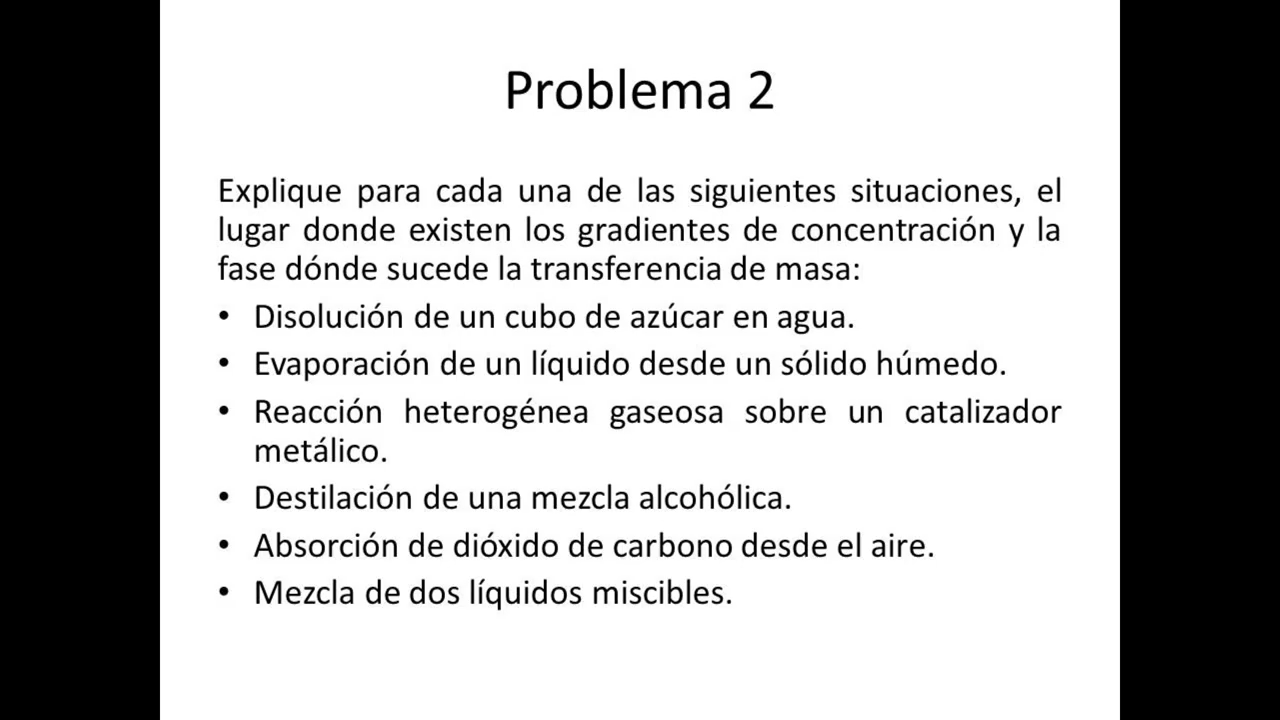 Problema 2
Explique para cada una de las siguientes situaciones, el
lugar donde existen los gradientes de concentración y la
fase dónde sucede la transferencia de masa:
• Disolución de un cubo de azúcar en agua.
• Evaporación de un líquido desde un sólido húmedo.
• Reacción heterogénea gaseosa sobre un catalizador
metálico.
• Destilación de una mezcla alcohólica.
• Absorción de dióxido de carbono desde el aire.
• Mezcla de dos líquidos miscibles.